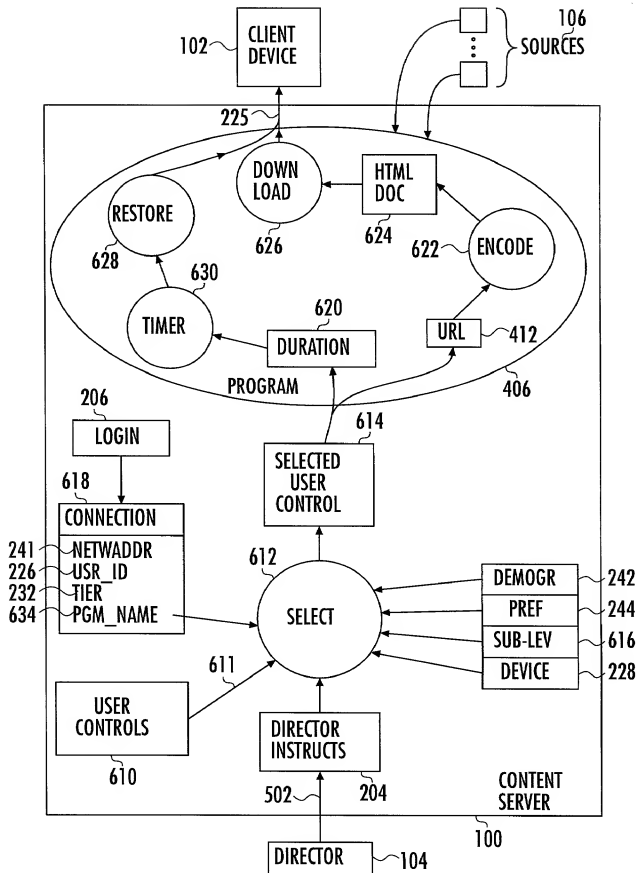 102
CLIENT
DEVICE
106
SOURCES
225
DOWN
LOAD
626
HTML
DOC
624
RESTORE
628
622
ENCODE
630
TIMER
620
DURATION
URL
412
PROGRAM
406
206
LOGIN
614
SELECTED
USER
CONTROL
618
CONNECTION
241
NETWADDR
226
USR_ID
232
TIER
634
PGM_NAME
612
SELECT
DEMOGR
242
PREF
244
SUB-LEV
616
DEVICE
228
611
USER
CONTROLS
610
DIRECTOR
INSTRUCTS
204
502
CONTENT
SERVER
100
DIRECTOR
104